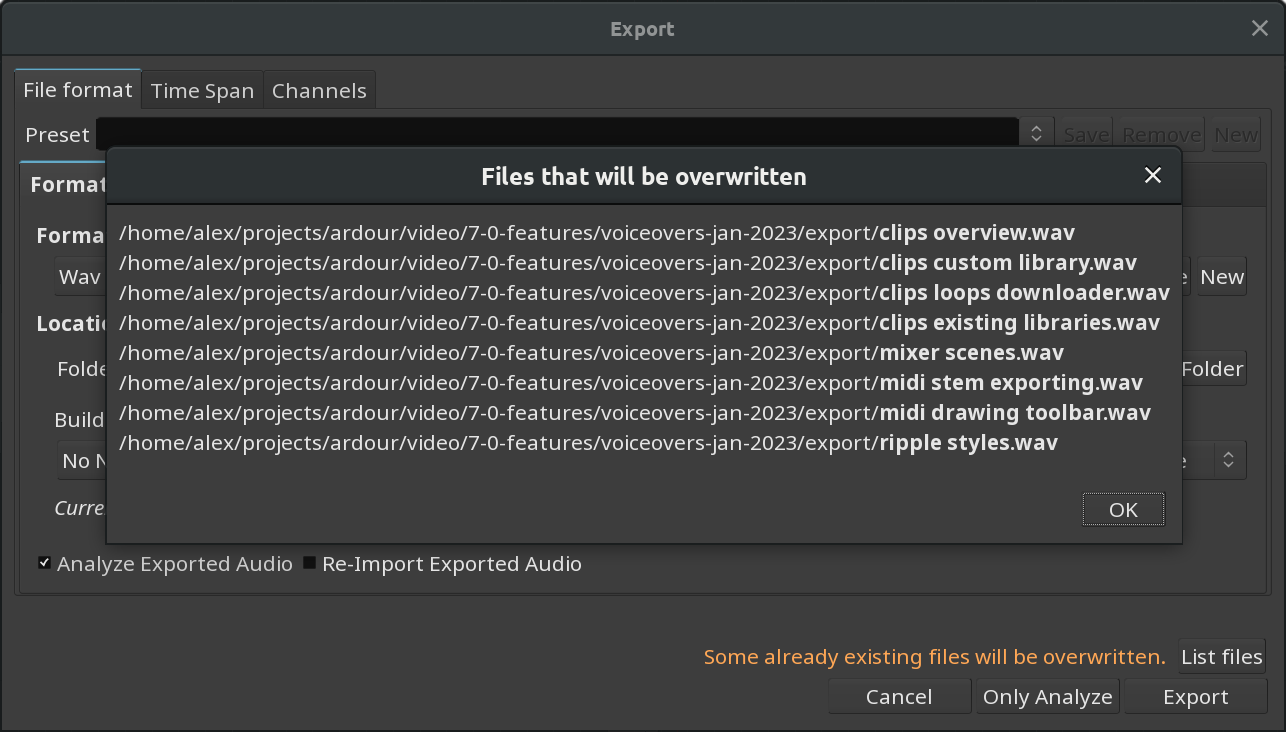 Export
File format Time Span Channels
Preset Save Remove New
Files that will be overwritten
/home/alex/projects/ardour/video/7-0-features/voiceovers-jan-2023/export/clips overview.wav
/home/alex/projects/ardour/video/7-0-features/voiceovers-jan-2023/export/clips custom library.wav
/home/alex/projects/ardour/video/7-0-features/voiceovers-jan-2023/export/clips loops downloader.wav
/home/alex/projects/ardour/video/7-0-features/voiceovers-jan-2023/export/clips existing libraries.wav
/home/alex/projects/ardour/video/7-0-features/voiceovers-jan-2023/export/mixer scenes.wav
/home/alex/projects/ardour/video/7-0-features/voiceovers-jan-2023/export/midi stem exporting.wav
/home/alex/projects/ardour/video/7-0-features/voiceovers-jan-2023/export/midi drawing toolbar.wav
/home/alex/projects/ardour/video/7-0-features/voiceovers-jan-2023/export/ripple styles.wav
OK
Format
Wav New
Folder
Build
Analyze Exported Audio Re-Import Exported Audio
Some already existing files will be overwritten. List files
Cancel Only Analyze Export